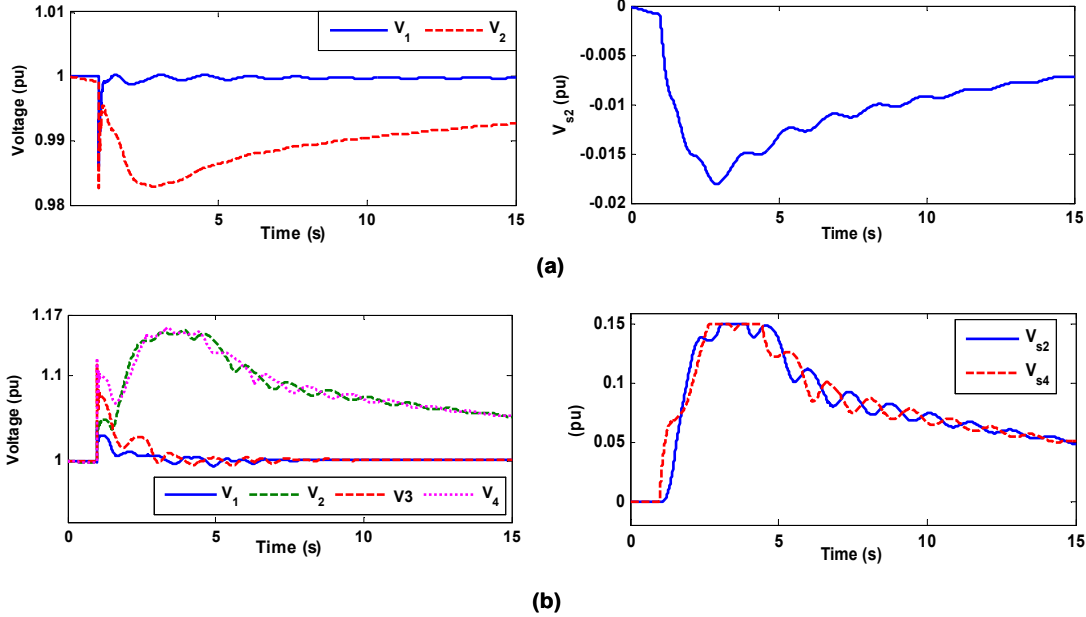 1.01
1
0.99
0.98
Voltage (pu)
V1 V2
5 10 15
Time (s)
0
-0.005
-0.01
-0.015
-0.02
Vs2 (pu)
0 5 10 15
Time (s)
(a)
1.17
1.1
1
Voltage (pu)
V1 V2 V3 V4
0 5 10 15
Time (s)
0.15
0.1
0.05
0
(pu)
Vs2
Vs4
0 5 10 15
Time (s)
(b)